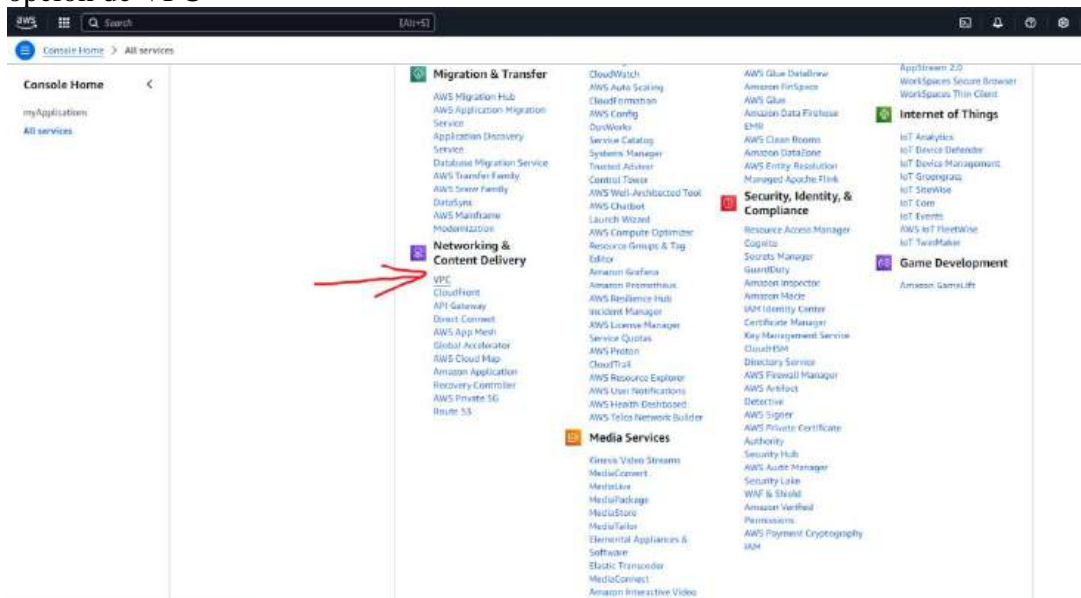 option de VPC
aws
Search
[Alt+S]
Console Home > All services
Console Home
myApplications
All services
Migration & Transfer
AWS Migration Hub
AWS Application Migration
Service
Application Discovery
Service
Database Migration Service
AWS Transfer Family
AWS Snow Family
DataSync
AWS Mainframe
Modernization
Networking &
Content Delivery
VPC
CloudFront
API Gateway
Direct Connect
AWS App Mesh
Global Accelerator
AWS Cloud Map
Amazon Application
Recovery Controller
AWS Private 5G
Route 53
CloudWatch
AWS Auto Scaling
CloudFormation
AWS Config
OpsWorks
Service Catalog
Systems Manager
Trusted Advisor
Control Tower
AWS Well-Architected Tool
AWS Chatbot
Launch Wizard
AWS Compute Optimizer
Resource Groups & Tag
Editor
Amazon Grafana
Amazon Prometheus
AWS Resilience Hub
Incident Manager
AWS License Manager
Service Quotas
AWS Proton
CloudTrail
AWS Resource Explorer
AWS User Notifications
AWS Health Dashboard
AWS Telco Network Builder
Media Services
Kinesis Video Streams
MediaConvert
MediaLive
MediaPackage
MediaStore
MediaTailor
Elemental Appliances &
Software
Elastic Transcoder
MediaConnect
Amazon Interactive Video
AWS Glue DataBrew
Amazon FinSpace
AWS Glue
Amazon Data Firehose
EMR
AWS Clean Rooms
Amazon DataZone
AWS Entity Resolution
Managed Apache Flink
Security, Identity, &
Compliance
Resource Access Manager
Cognito
Secrets Manager
GuardDuty
Amazon Inspector
Amazon Macie
IAM Identity Center
Certificate Manager
Key Management Service
CloudHSM
Directory Service
AWS Firewall Manager
AWS Artifact
Detective
AWS Signer
AWS Private Certificate
Authority
Security Hub
AWS Audit Manager
Security Lake
WAF & Shield
Amazon Verified
Permissions
AWS Payment Cryptography
IAM
AppStream 2.0
WorkSpaces Secure Browser
WorkSpaces Thin Client
Internet of Things
IoT Analytics
IoT Device Defender
IoT Device Management
IoT Greengrass
IoT SiteWise
IoT Core
IoT Events
AWS IoT FleetWise
IoT TwinMaker
Game Development
Amazon GameLift